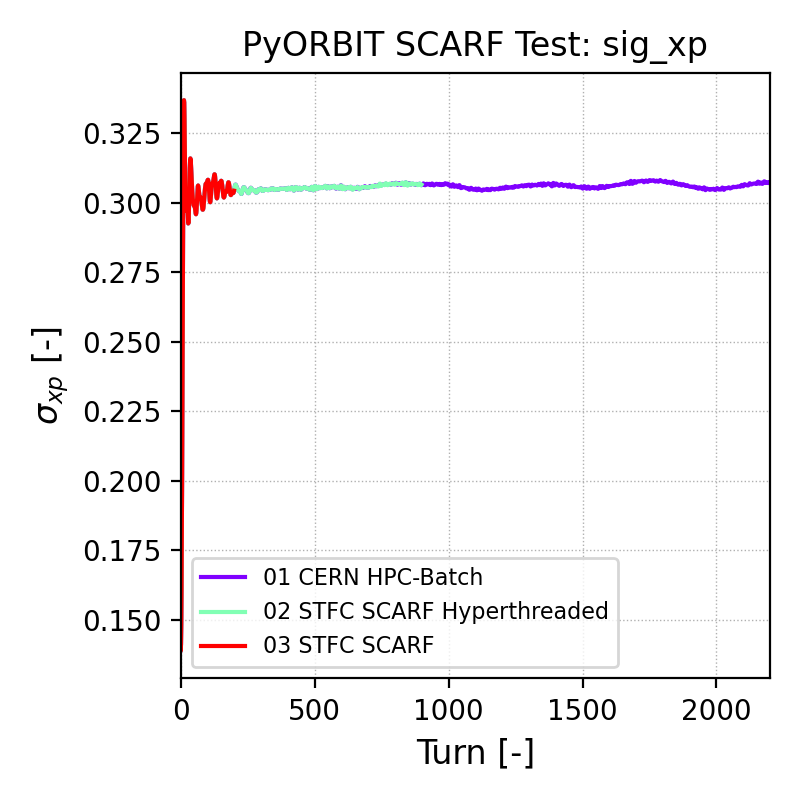 PyORBIT SCARF Test: sig_xp
0.325
0.300
0.275
0.250
0.225
0.200
0.175
0.150
σxp [-]
01 CERN HPC-Batch
02 STFC SCARF Hyperthreaded
03 STFC SCARF
0 500 1000 1500 2000
Turn [-]